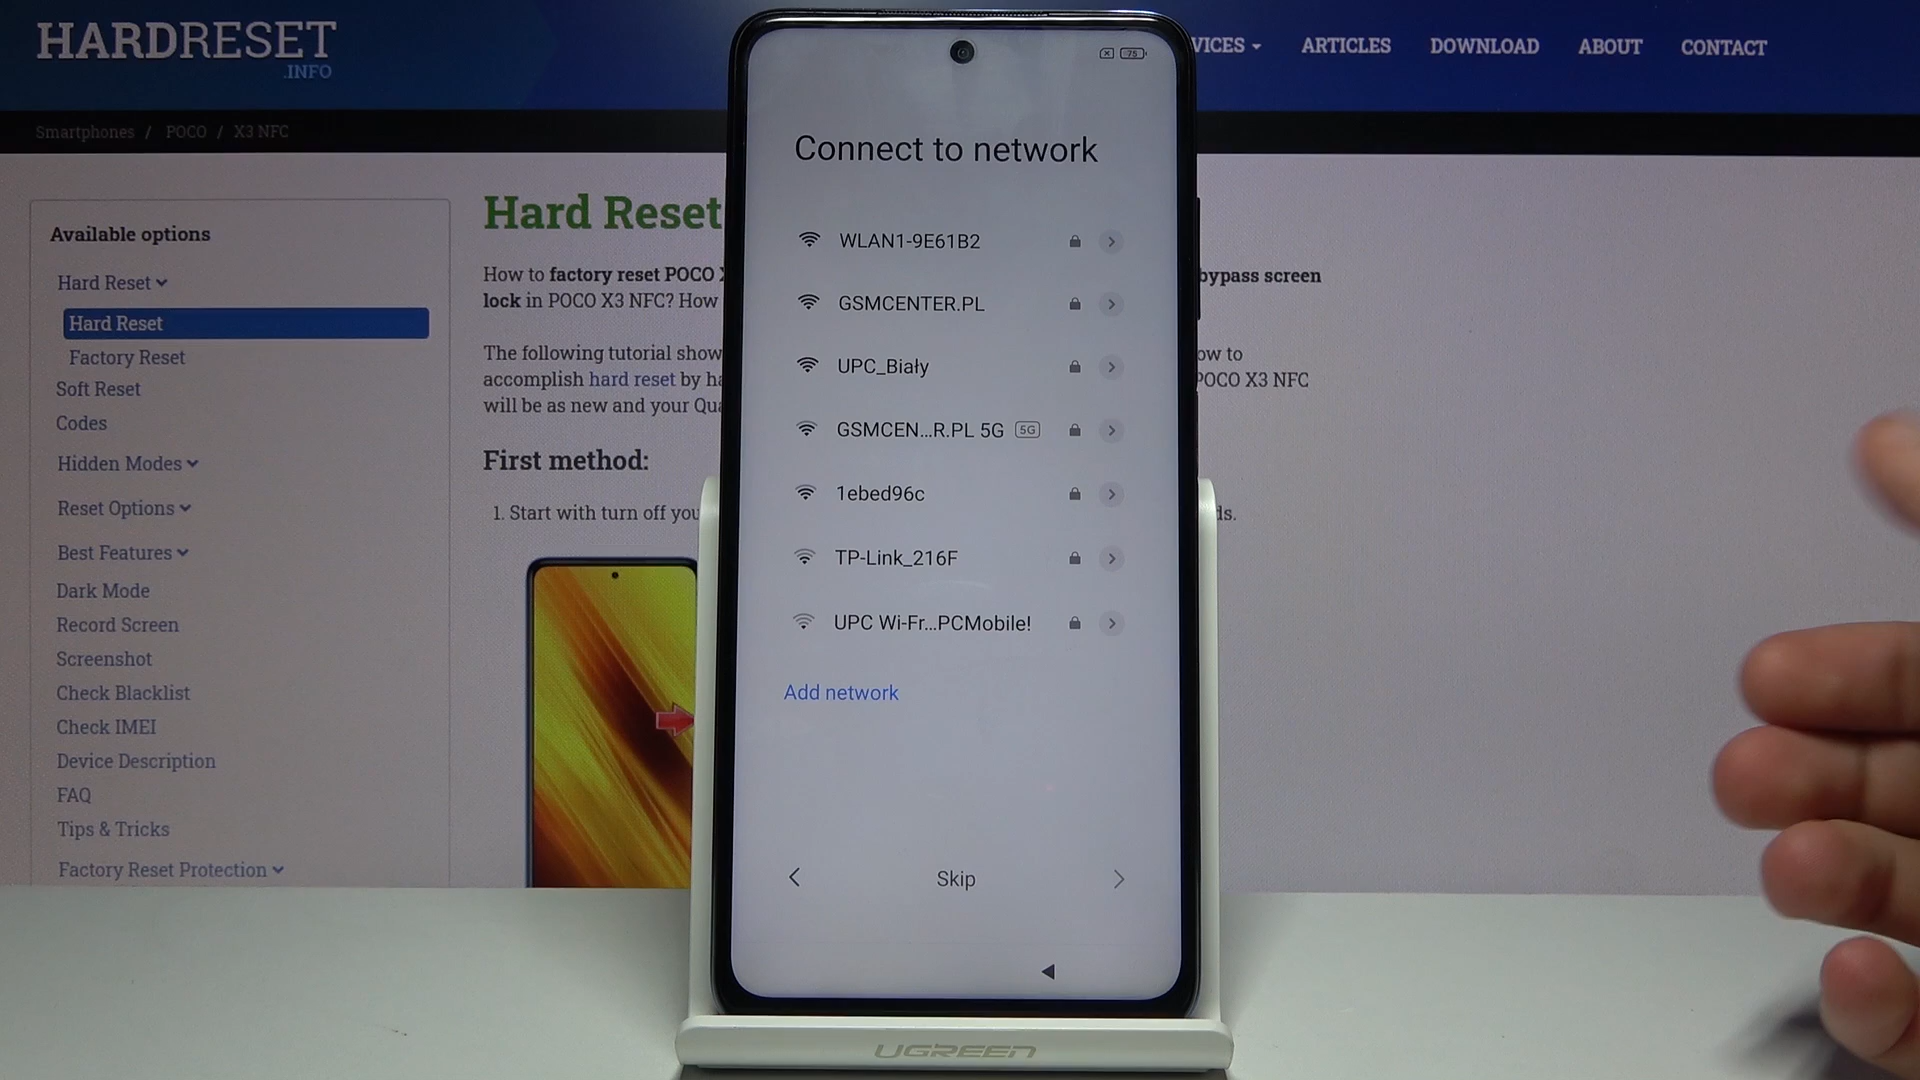 HARDRESET
.INFO
VICES
ARTICLES
DOWNLOAD
ABOUT
CONTACT
Smartphones / POCO / X3 NFC
Available options
Hard Reset
Hard Reset
Factory Reset
Soft Reset
Codes
Hidden Modes
Reset Options
Best Features
Dark Mode
Record Screen
Screenshot
Check Blacklist
Check IMEI
Device Description
FAQ
Tips & Tricks
Factory Reset Protection
Hard Reset
How to factory reset POCO X
bypass screen
lock in POCO X3 NFC? How
The following tutorial show
ow to
accomplish hard reset by ha
POCO X3 NFC
will be as new and your Qua
First method:
1. Start with turn off you
ds.
75
Connect to network
WLAN1-9E61B2
GSMCENTER.PL
UPC_Biały
GSMCEN...R.PL 5G 5G
1ebed96c
TP-Link_216F
UPC Wi-Fr...PCMobile!
Add network
Skip
UGREEN